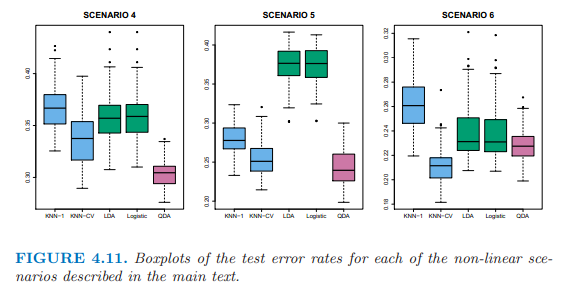 SCENARIO 4
0.40
0.35
0.30
KNN−1 KNN−CV LDA Logistic QDA
SCENARIO 5
0.40
0.35
0.30
0.25
0.20
KNN−1 KNN−CV LDA Logistic QDA
SCENARIO 6
0.32
0.28
0.26
0.24
0.22
0.20
0.18
KNN−1 KNN−CV LDA Logistic QDA
FIGURE 4.11. Boxplots of the test error rates for each of the non-linear sce-
narios described in the main text.